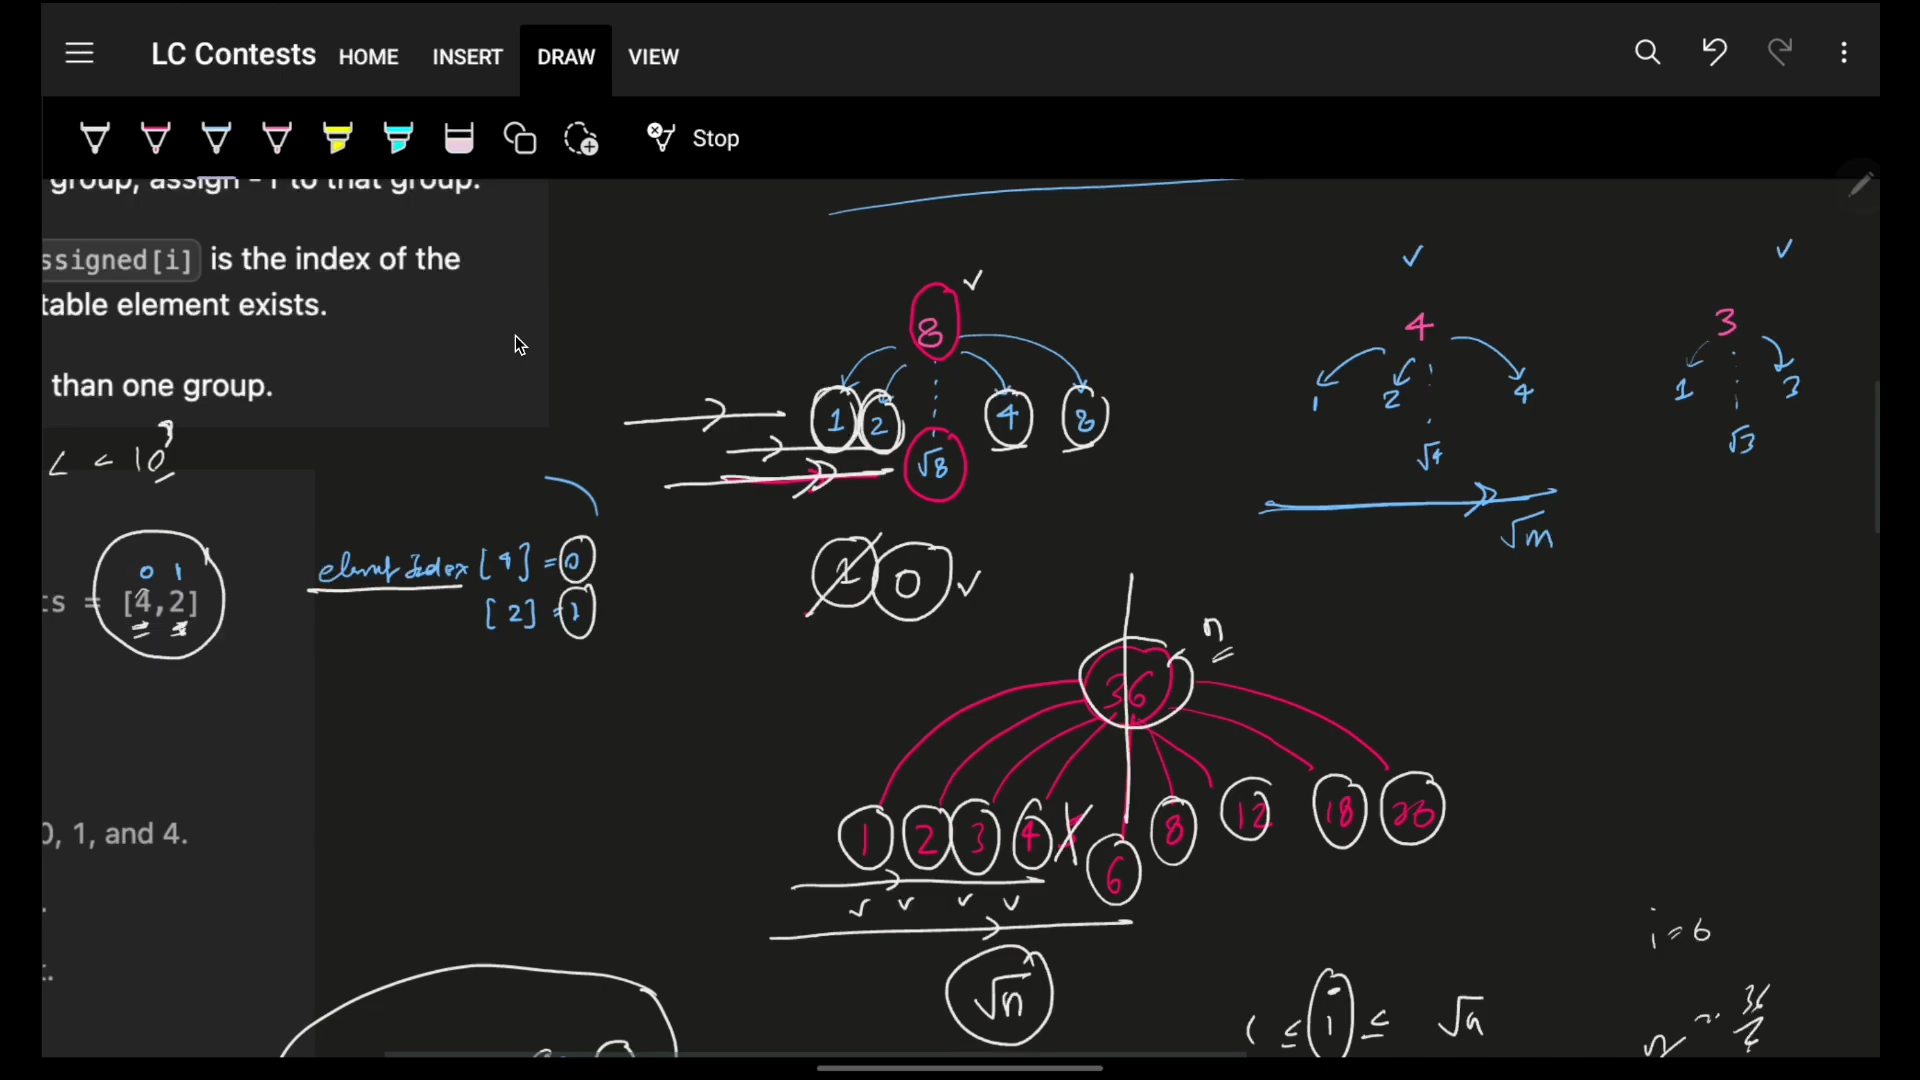 LC Contests HOME INSERT DRAW VIEW
Stop
group, assign -1 to that group.
ssigned[i] is the index of the
table element exists.
than one group.
8 ✓
1 2 4 8
√8
✓
4
1 2 4
√4
√m
✓
3
1 3
√3
0 1
ts = [4,2]
[4] = 0
[2] = 1
0 ✓
n
36
1 2 3 4 6 8 12 18
√n
0, 1, and 4.
i = 6
≤ i ≤